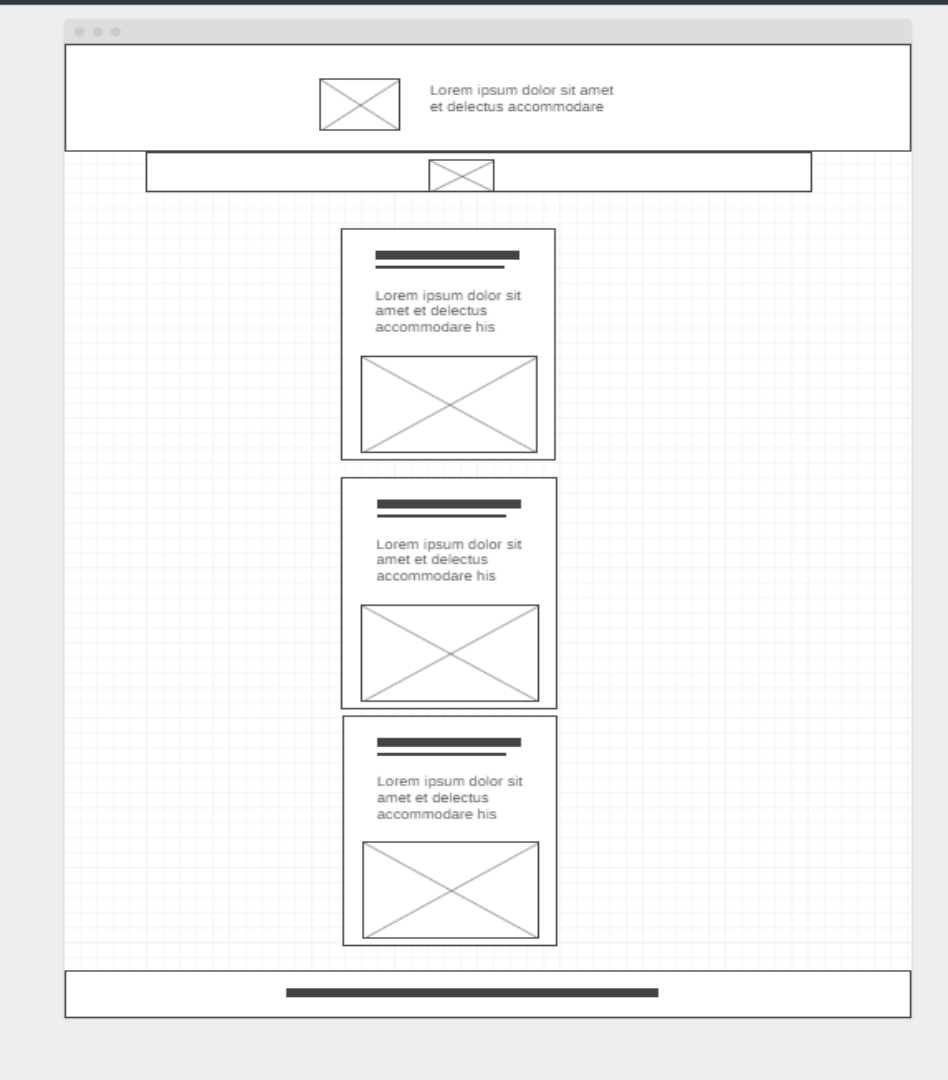 Lorem ipsum dolor sit amet
et delectus accommodare
Lorem ipsum dolor sit
amet et delectus
accommodare his
Lorem ipsum dolor sit
amet et delectus
accommodare his
Lorem ipsum dolor sit
amet et delectus
accommodare his